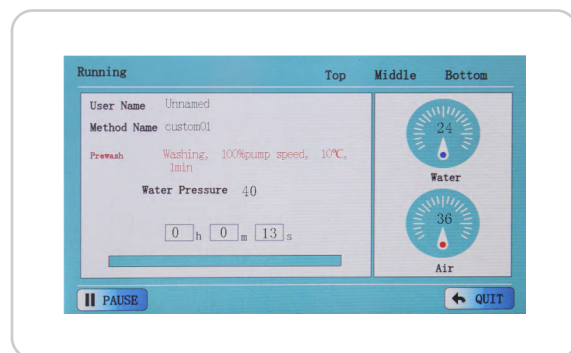 Running Top Middle Bottom
User Name Unnamed
Method Name custom01
Prewash Washing, 100%pump speed, 10℃,
1min
Water Pressure 40
0 h 0 m 13 s
24
Water
36
Air
PAUSE
QUIT